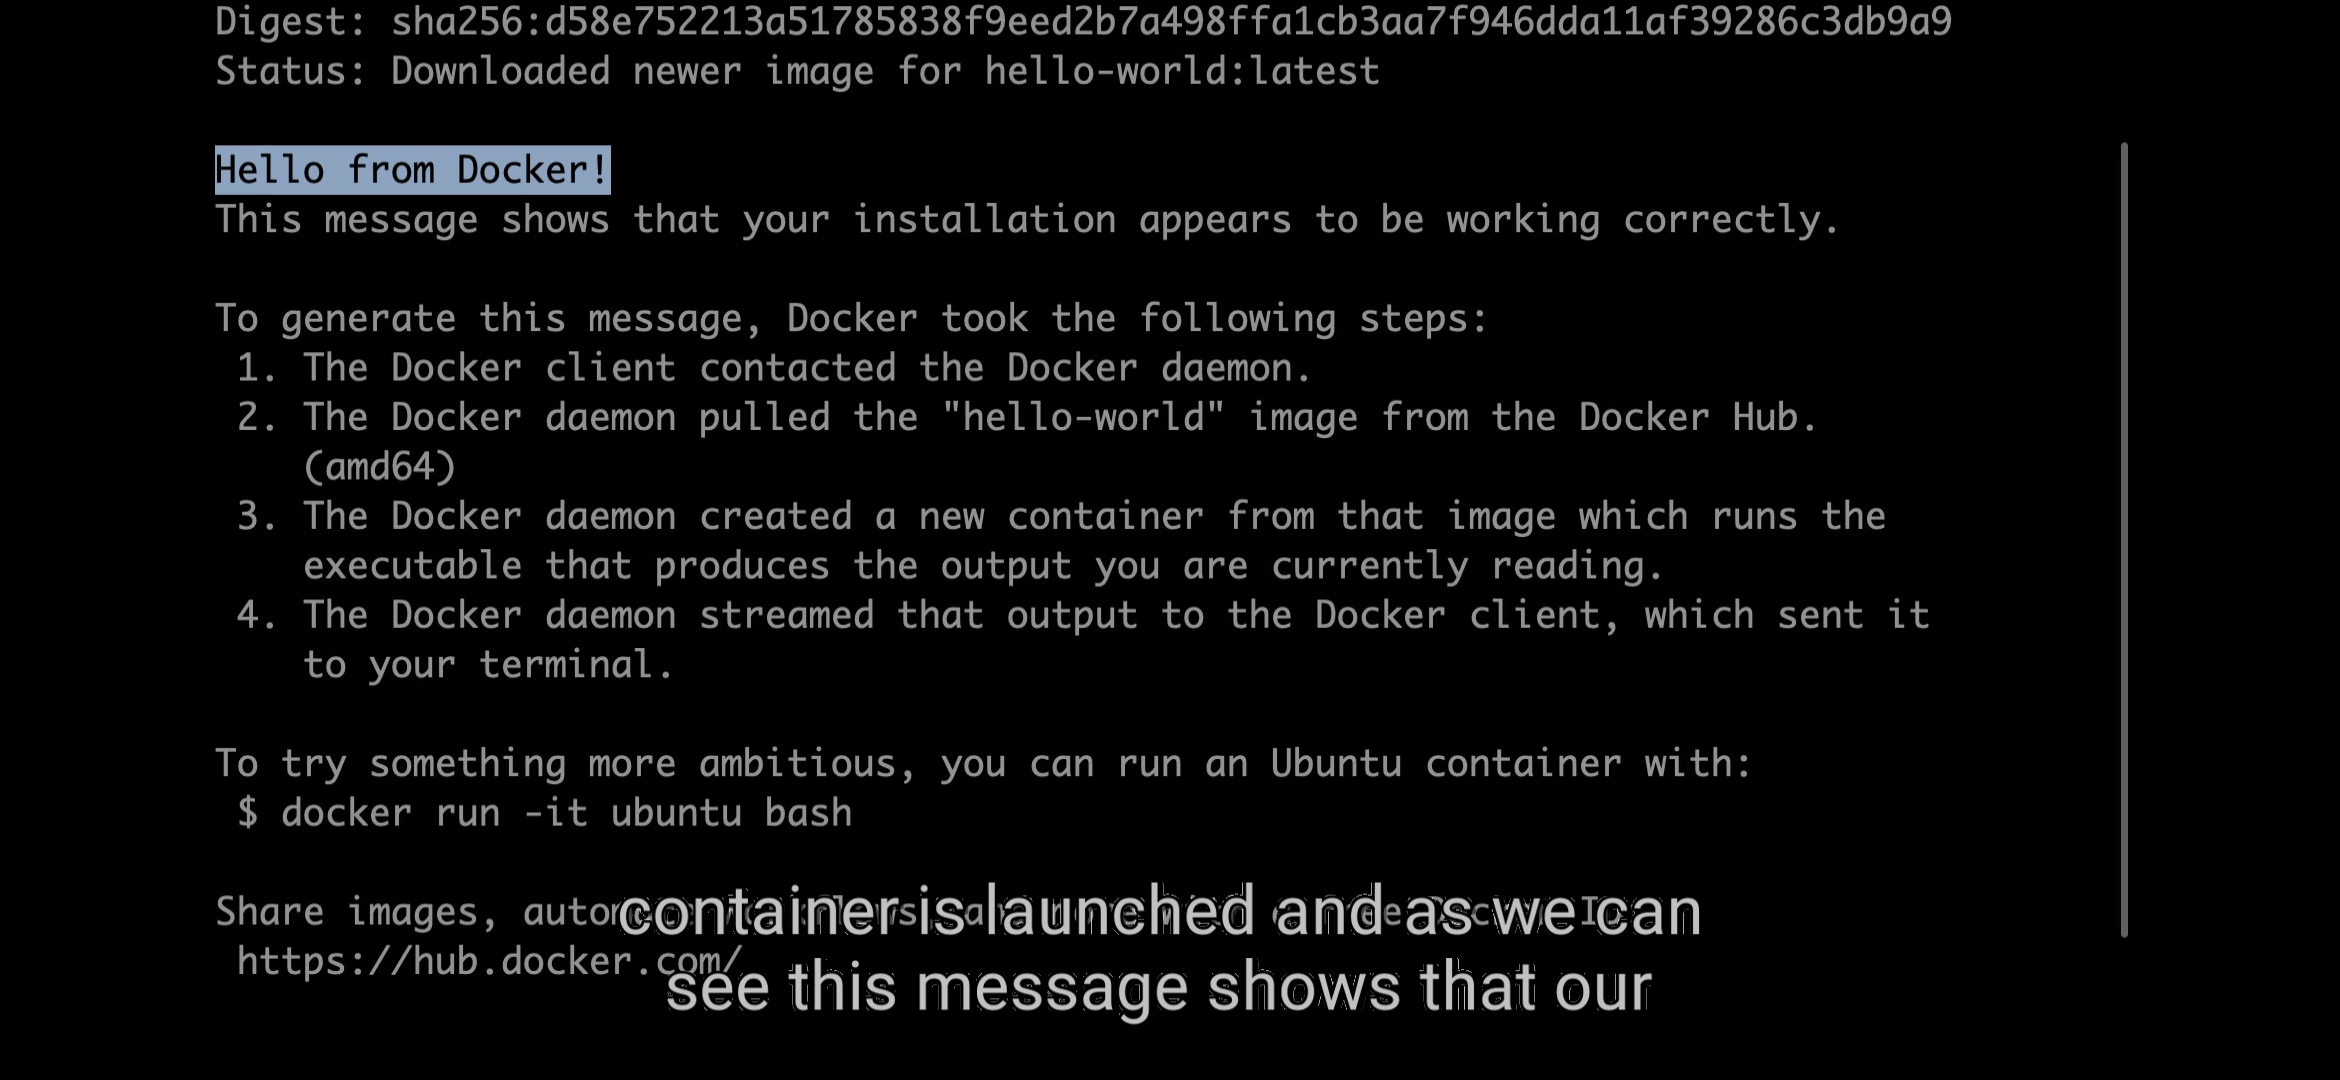 Digest: sha256:d58e752213a51785838f9eed2b7a498ffa1cb3aa7f946dda11af39286c3db9a9
Status: Downloaded newer image for hello-world:latest
Hello from Docker!
This message shows that your installation appears to be working correctly.
To generate this message, Docker took the following steps:
1. The Docker client contacted the Docker daemon.
2. The Docker daemon pulled the "hello-world" image from the Docker Hub.
(amd64)
3. The Docker daemon created a new container from that image which runs the
executable that produces the output you are currently reading.
4. The Docker daemon streamed that output to the Docker client, which sent it
to your terminal.
To try something more ambitious, you can run an Ubuntu container with:
$ docker run -it ubuntu bash
Share images,
https://hub.docker.com/
container is launched and as we can
see this message shows that our